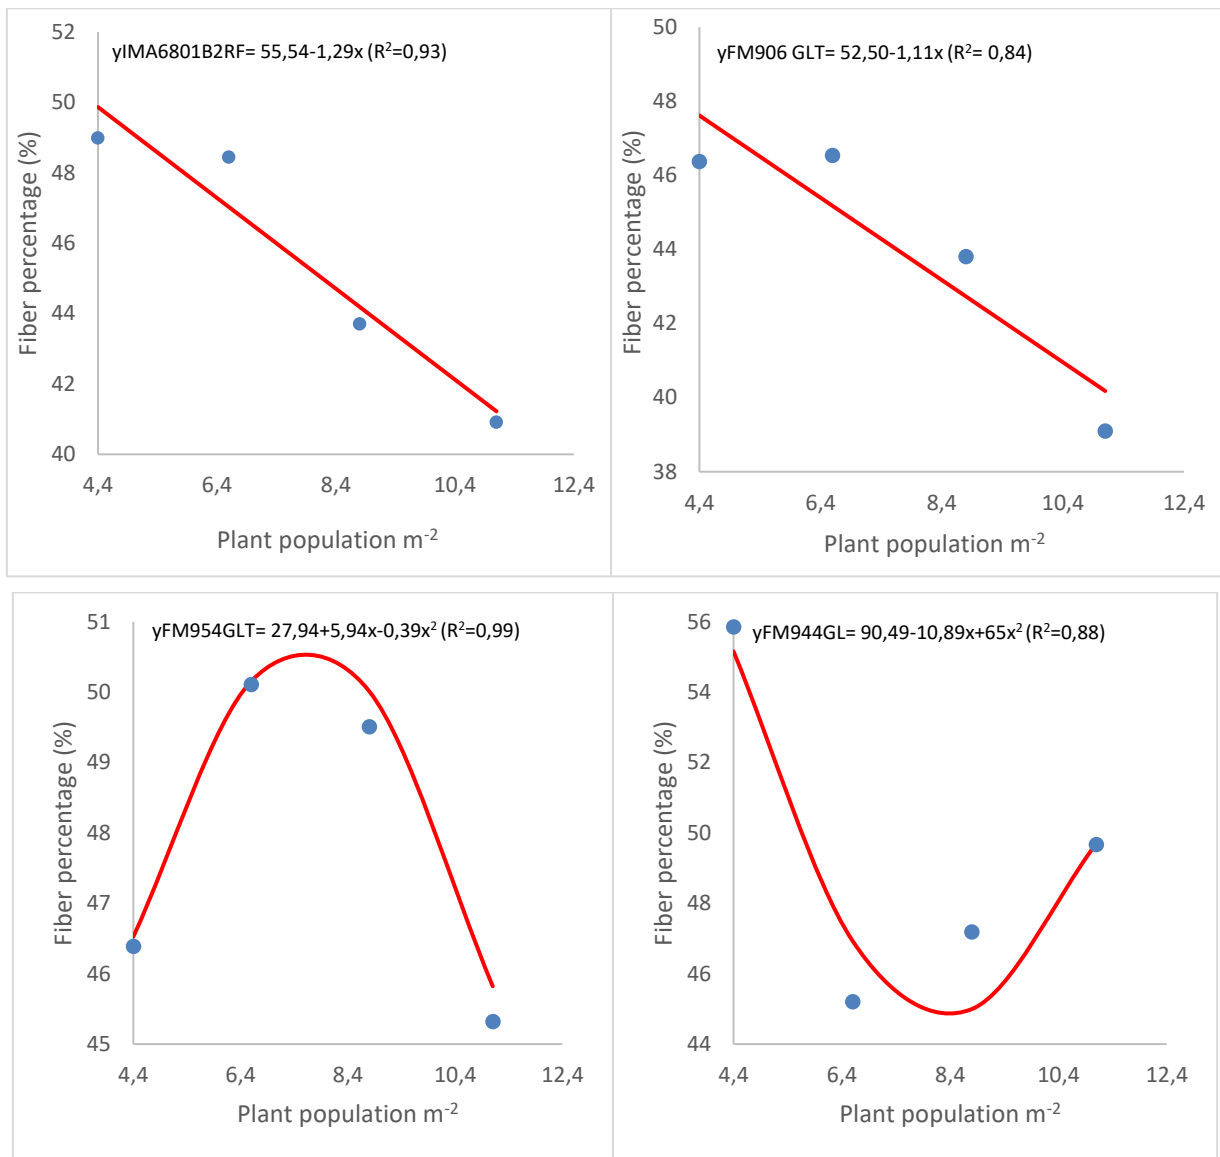 yIMA6801B2RF= 55,54-1,29x (R²=0,93)
52
50
48
46
44
42
40
Fiber percentage (%)
4,4 6,4 8,4 10,4 12,4
Plant population m⁻²
yFM906 GLT= 52,50-1,11x (R²= 0,84)
50
48
46
44
42
40
38
Fiber percentage (%)
4,4 6,4 8,4 10,4 12,4
Plant population m⁻²
yFM954GLT= 27,94+5,94x-0,39x² (R²=0,99)
51
50
49
48
47
46
45
Fiber percentage (%)
4,4 6,4 8,4 10,4 12,4
Plant population m⁻²
yFM944GL= 90,49-10,89x+65x² (R²=0,88)
56
54
52
50
48
46
44
Fiber percentage (%)
4,4 6,4 8,4 10,4 12,4
Plant population m⁻²